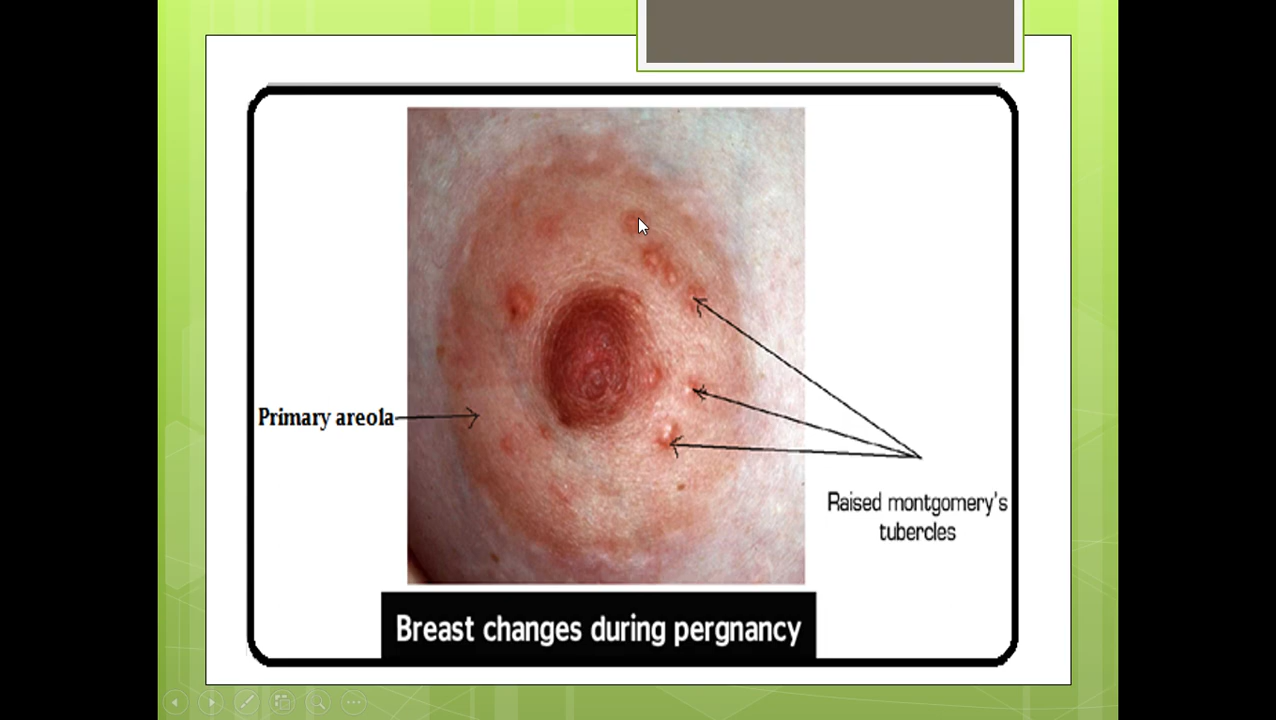 Primary areola
Raised montgomery's
tubercles
Breast changes during pergnancy